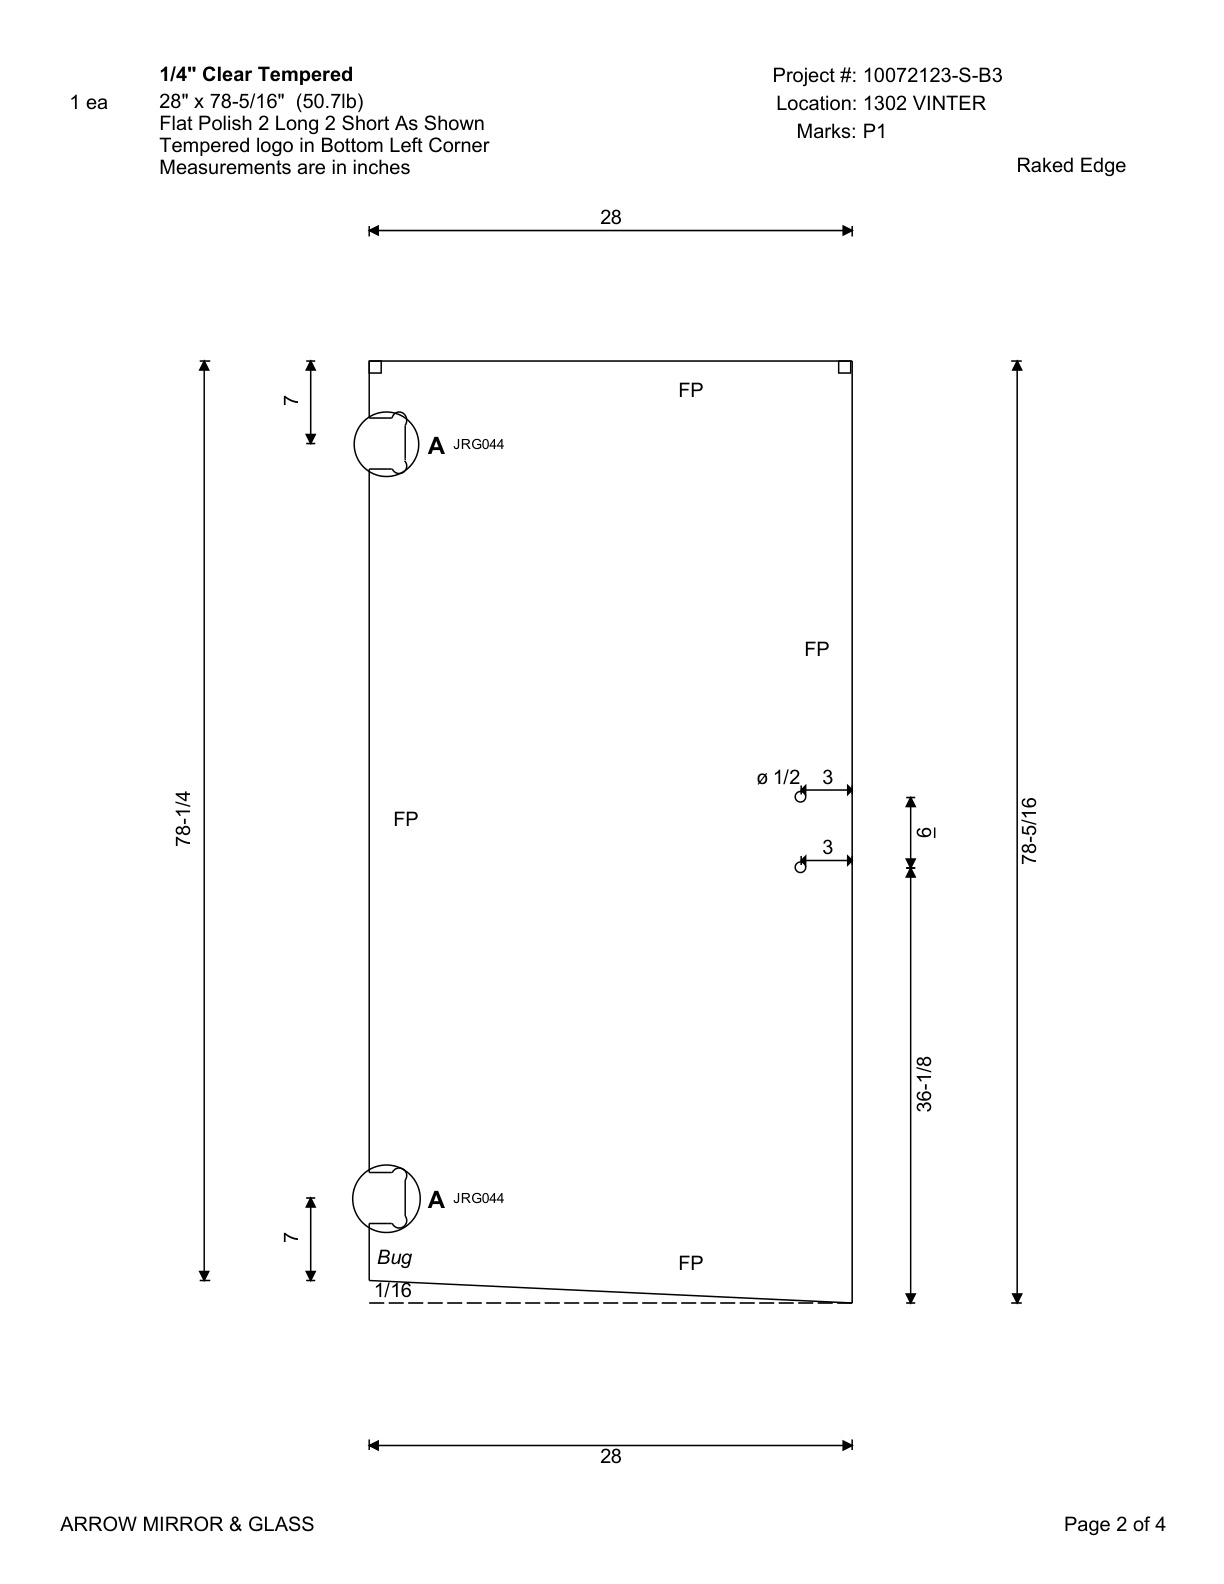 1/4" Clear Tempered
Project #: 10072123-S-B3
1 ea
28" x 78-5/16"  (50.7lb)
Location: 1302 VINTER
Flat Polish 2 Long 2 Short As Shown
Marks: P1
Tempered logo in Bottom Left Corner
Measurements are in inches
Raked Edge
28
7
FP
A JRG044
FP
ø 1/2
3
78-1/4
FP
6
78-5/16
3
36-1/8
A JRG044
7
Bug
FP
1/16
28
ARROW MIRROR & GLASS
Page 2 of 4